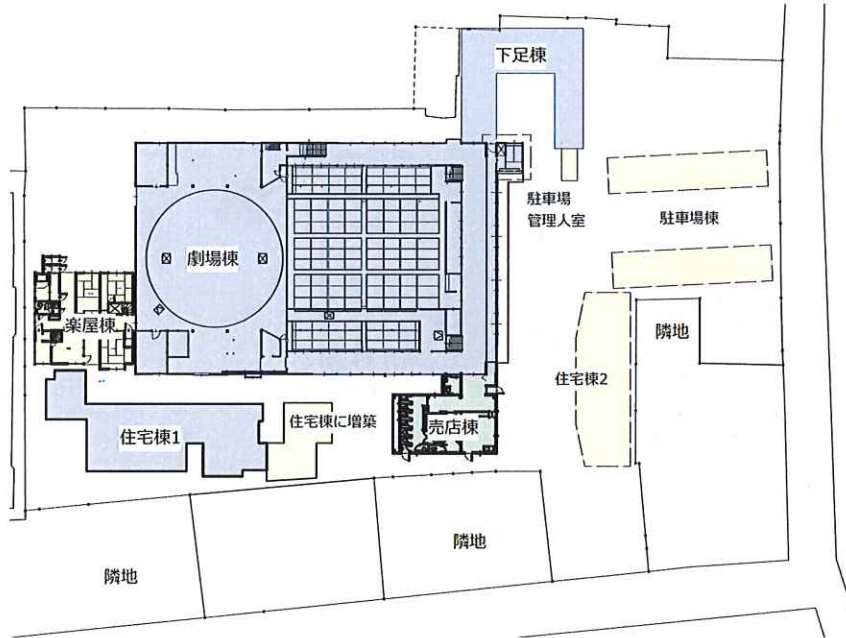 下足棟
駐車場
管理人室
駐車場棟
劇場棟
楽屋棟
隣地
住宅棟2
住宅棟1
住宅棟に増築
売店棟
隣地
隣地